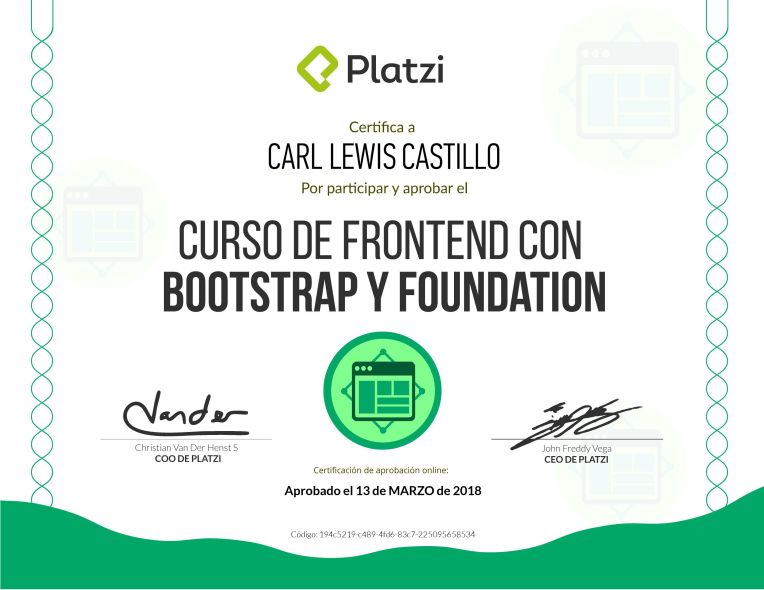 Platzi
Certifica a
CARL LEWIS CASTILLO
Por participar y aprobar el
CURSO DE FRONTEND CON
BOOTSTRAP Y FOUNDATION
Vander
Christian Van Der Henst S
COO DE PLATZI
John Freddy Vega
CEO DE PLATZI
Certificación de aprobación online:
Aprobado el 13 de MARZO de 2018
Código: 194c5219-c489-4fd6-83c7-225095658534